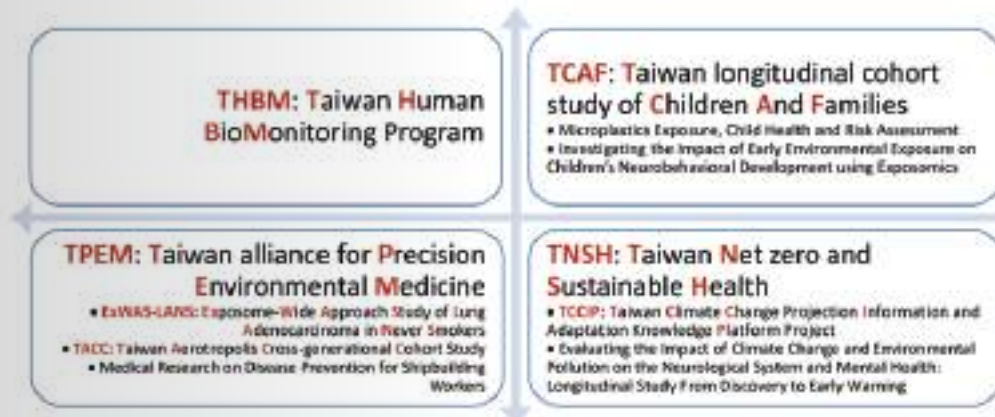 THBM: Taiwan Human
BioMonitoring Program
TCAF: Taiwan longitudinal cohort
study of Children And Families
• Microplastics Exposure, Child Health and Risk Assessment
• Investigating the Impact of Early Environmental Exposure on
Children's Neurobehavioral Development using Exposomics
TPEM: Taiwan alliance for Precision
Environmental Medicine
• ExWAS-LANS: Exposome-Wide Approach Study of Lung
Adenocarcinoma in Never Smokers
• TACC: Taiwan Aerotropolis Cross-generational Cohort Study
• Medical Research on Disease Prevention for Shipbuilding
Workers
TNSH: Taiwan Net zero and
Sustainable Health
• TCCIP: Taiwan Climate Change Projection Information and
Adaptation Knowledge Platform Project
• Evaluating the Impact of Climate Change and Environmental
Pollution on the Neurological System and Mental Health:
Longitudinal Study From Discovery to Early Warning